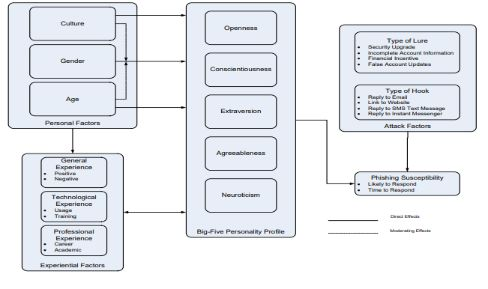 Culture
Gender
Age
Personal Factors
General
Experience
• Positive
• Negative
Technological
Experience
• Usage
• Training
Professional
Experience
• Career
• Academic
Experiential Factors
Openness
Conscientiousness
Extraversion
Agreeableness
Neuroticism
Big-Five Personality Profile
Type of Lure
• Security Upgrade
• Incomplete Account Information
• Financial Incentive
• False Account Updates
Type of Hook
• Reply to Email
• Link to Website
• Reply to SMS Text Message
• Reply to Instant Messenger
Attack Factors
Phishing Susceptibility
• Likely to Respond
• Time to Respond
Direct Effects
Moderating Effects